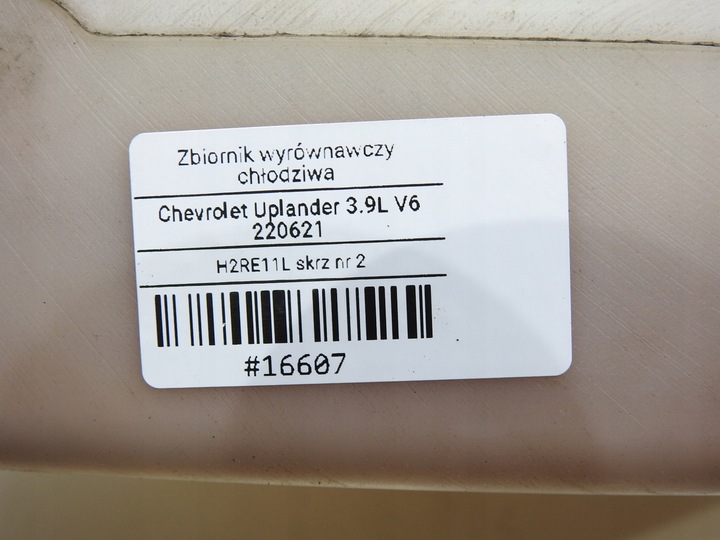 Zbiornik wyrównawczy
chłodziwa
Chevrolet Uplander 3.9L V6
220621
H2RE11L skrz nr 2
#16607